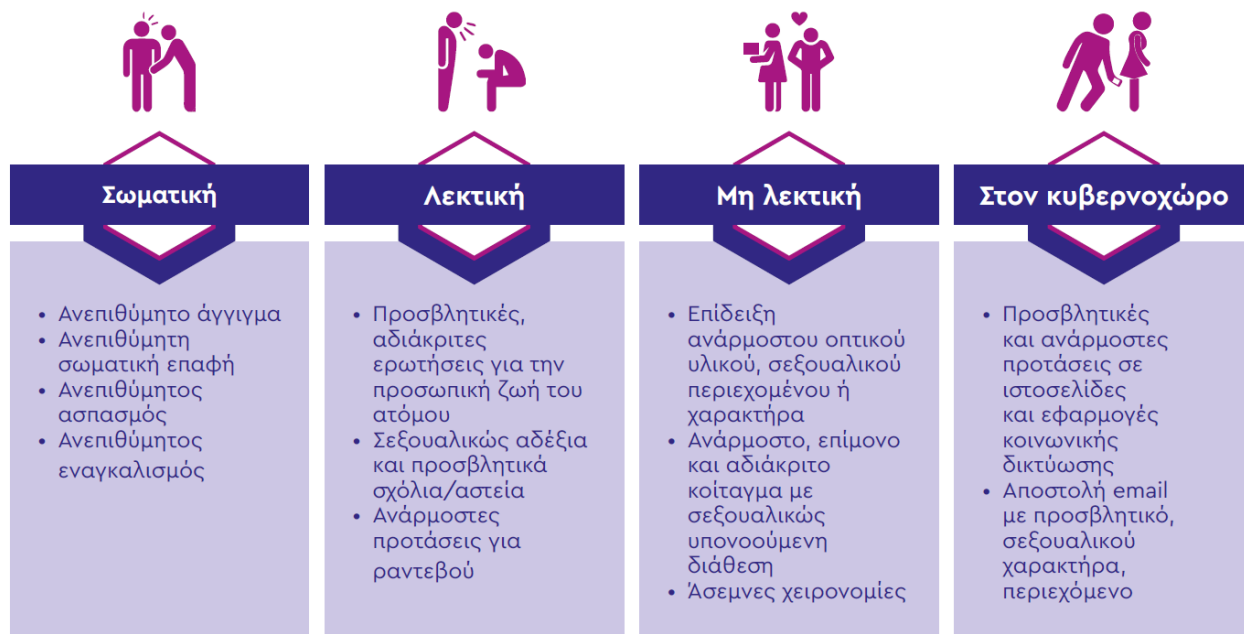 Σωματική
• Ανεπιθύμητο άγγιγμα
• Ανεπιθύμητη
σωματική επαφή
• Ανεπιθύμητος
ασπασμός
• Ανεπιθύμητος
εναγκαλισμός
Λεκτική
• Προσβλητικές,
αδιάκριτες
ερωτήσεις για την
προσωπική ζωή του
ατόμου
• Σεξουαλικώς αδέξια
και προσβλητικά
σχόλια/αστεία
• Ανάρμοστες
προτάσεις για
ραντεβού
Μη λεκτική
• Επίδειξη
ανάρμοστου οπτικού
υλικού, σεξουαλικού
περιεχομένου ή
χαρακτήρα
• Ανάρμοστο, επίμονο
και αδιάκριτο
κοίταγμα με
σεξουαλικώς
υπονοούμενη
διάθεση
• Άσεμνες χειρονομίες
Στον κυβερνοχώρο
• Προσβλητικές
και ανάρμοστες
προτάσεις σε
ιστοσελίδες
και εφαρμογές
κοινωνικής
δικτύωσης
• Αποστολή email
με προσβλητικό,
σεξουαλικού
χαρακτήρα,
περιεχόμενο